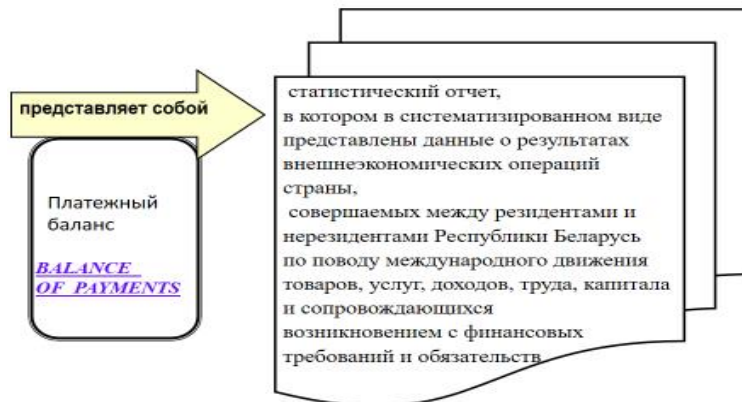 представляет собой
Платежный
баланс
BALANCE
OF PAYMENTS
статистический отчет,
в котором в систематизированном виде
представлены данные о результатах
внешнеэкономических операций
страны,
совершаемых между резидентами и
нерезидентами Республики Беларусь
по поводу международного движения
товаров, услуг, доходов, труда, капитала
и сопровождающихся
возникновением с финансовых
требований и обязательств